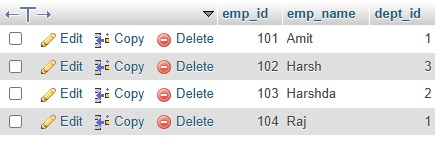 emp_id emp_name dept_id
Edit Copy Delete 101 Amit 1
Edit Copy Delete 102 Harsh 3
Edit Copy Delete 103 Harshda 2
Edit Copy Delete 104 Raj 1